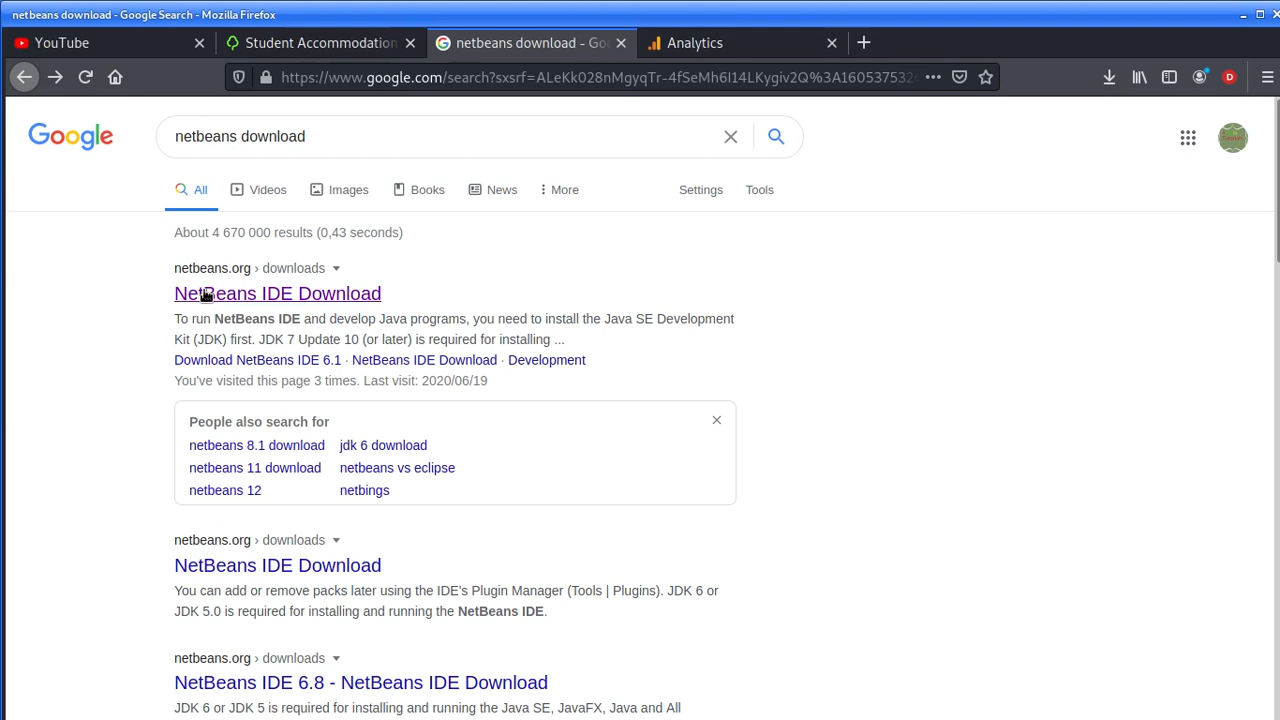 netbeans download - Google Search - Mozilla Firefox
YouTube
Student Accommodation
netbeans download - Goo
Analytics
https://www.google.com/search?sxsrf=ALeKk028nMgyqTr-4fSeMh6I14LKygiv2Q%3A160537532
D
Google
netbeans download
All
Videos
Images
Books
News
More
Settings
Tools
About 4 670 000 results (0,43 seconds)
netbeans.org › downloads
NetBeans IDE Download
To run NetBeans IDE and develop Java programs, you need to install the Java SE Development
Kit (JDK) first. JDK 7 Update 10 (or later) is required for installing ...
Download NetBeans IDE 6.1 · NetBeans IDE Download · Development
You've visited this page 3 times. Last visit: 2020/06/19
People also search for
netbeans 8.1 download jdk 6 download
netbeans 11 download netbeans vs eclipse
netbeans 12 netbings
netbeans.org › downloads
NetBeans IDE Download
You can add or remove packs later using the IDE's Plugin Manager (Tools | Plugins). JDK 6 or
JDK 5.0 is required for installing and running the NetBeans IDE.
netbeans.org › downloads
NetBeans IDE 6.8 - NetBeans IDE Download
JDK 6 or JDK 5 is required for installing and running the Java SE, JavaFX, Java and All